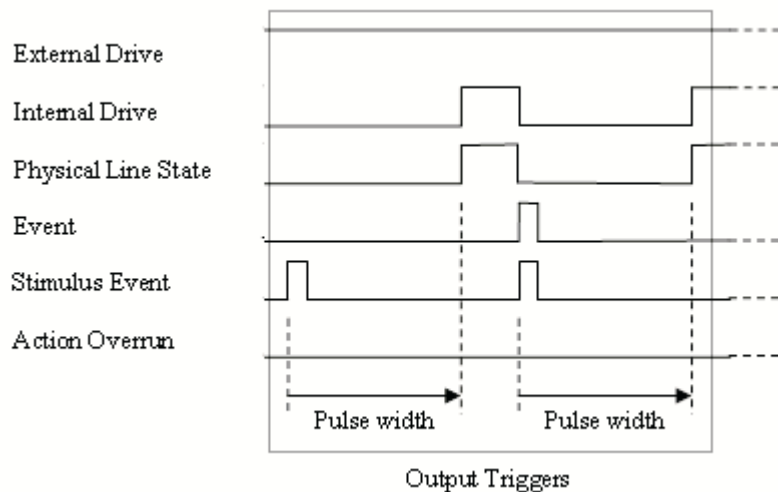 External Drive
Internal Drive
Physical Line State
Event
Stimulus Event
Action Overrun
Pulse width
Pulse width
Output Triggers